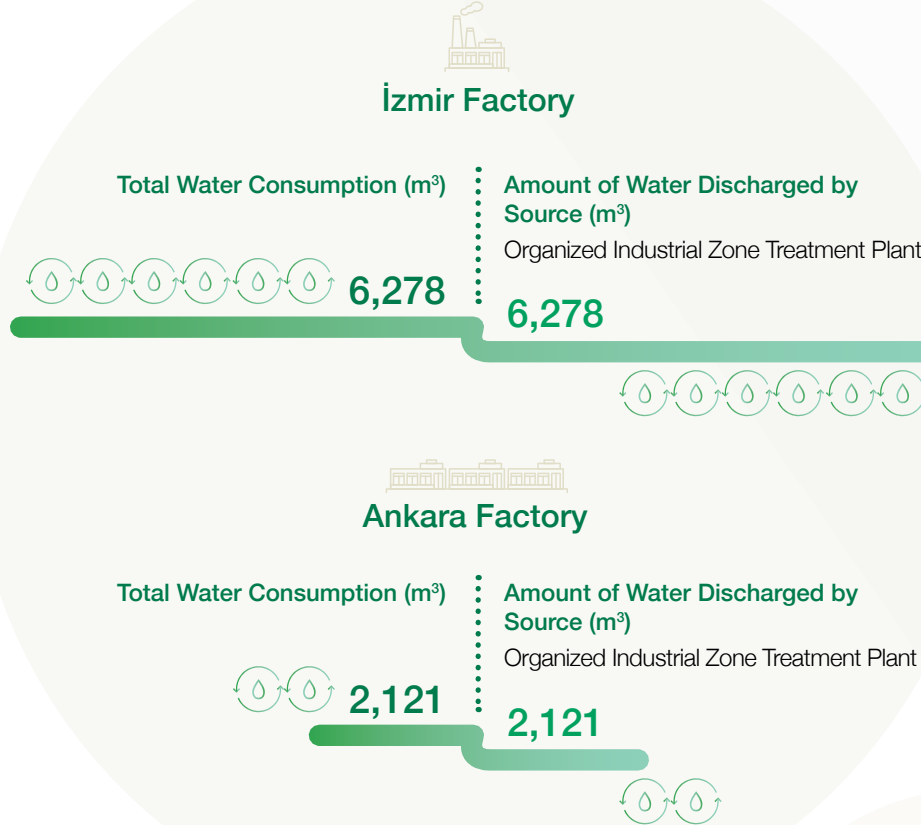 İzmir Factory
Total Water Consumption (m³)
6,278
Amount of Water Discharged by
Source (m³)
Organized Industrial Zone Treatment Plant
6,278
Ankara Factory
Total Water Consumption (m³)
2,121
Amount of Water Discharged by
Source (m³)
Organized Industrial Zone Treatment Plant
2,121